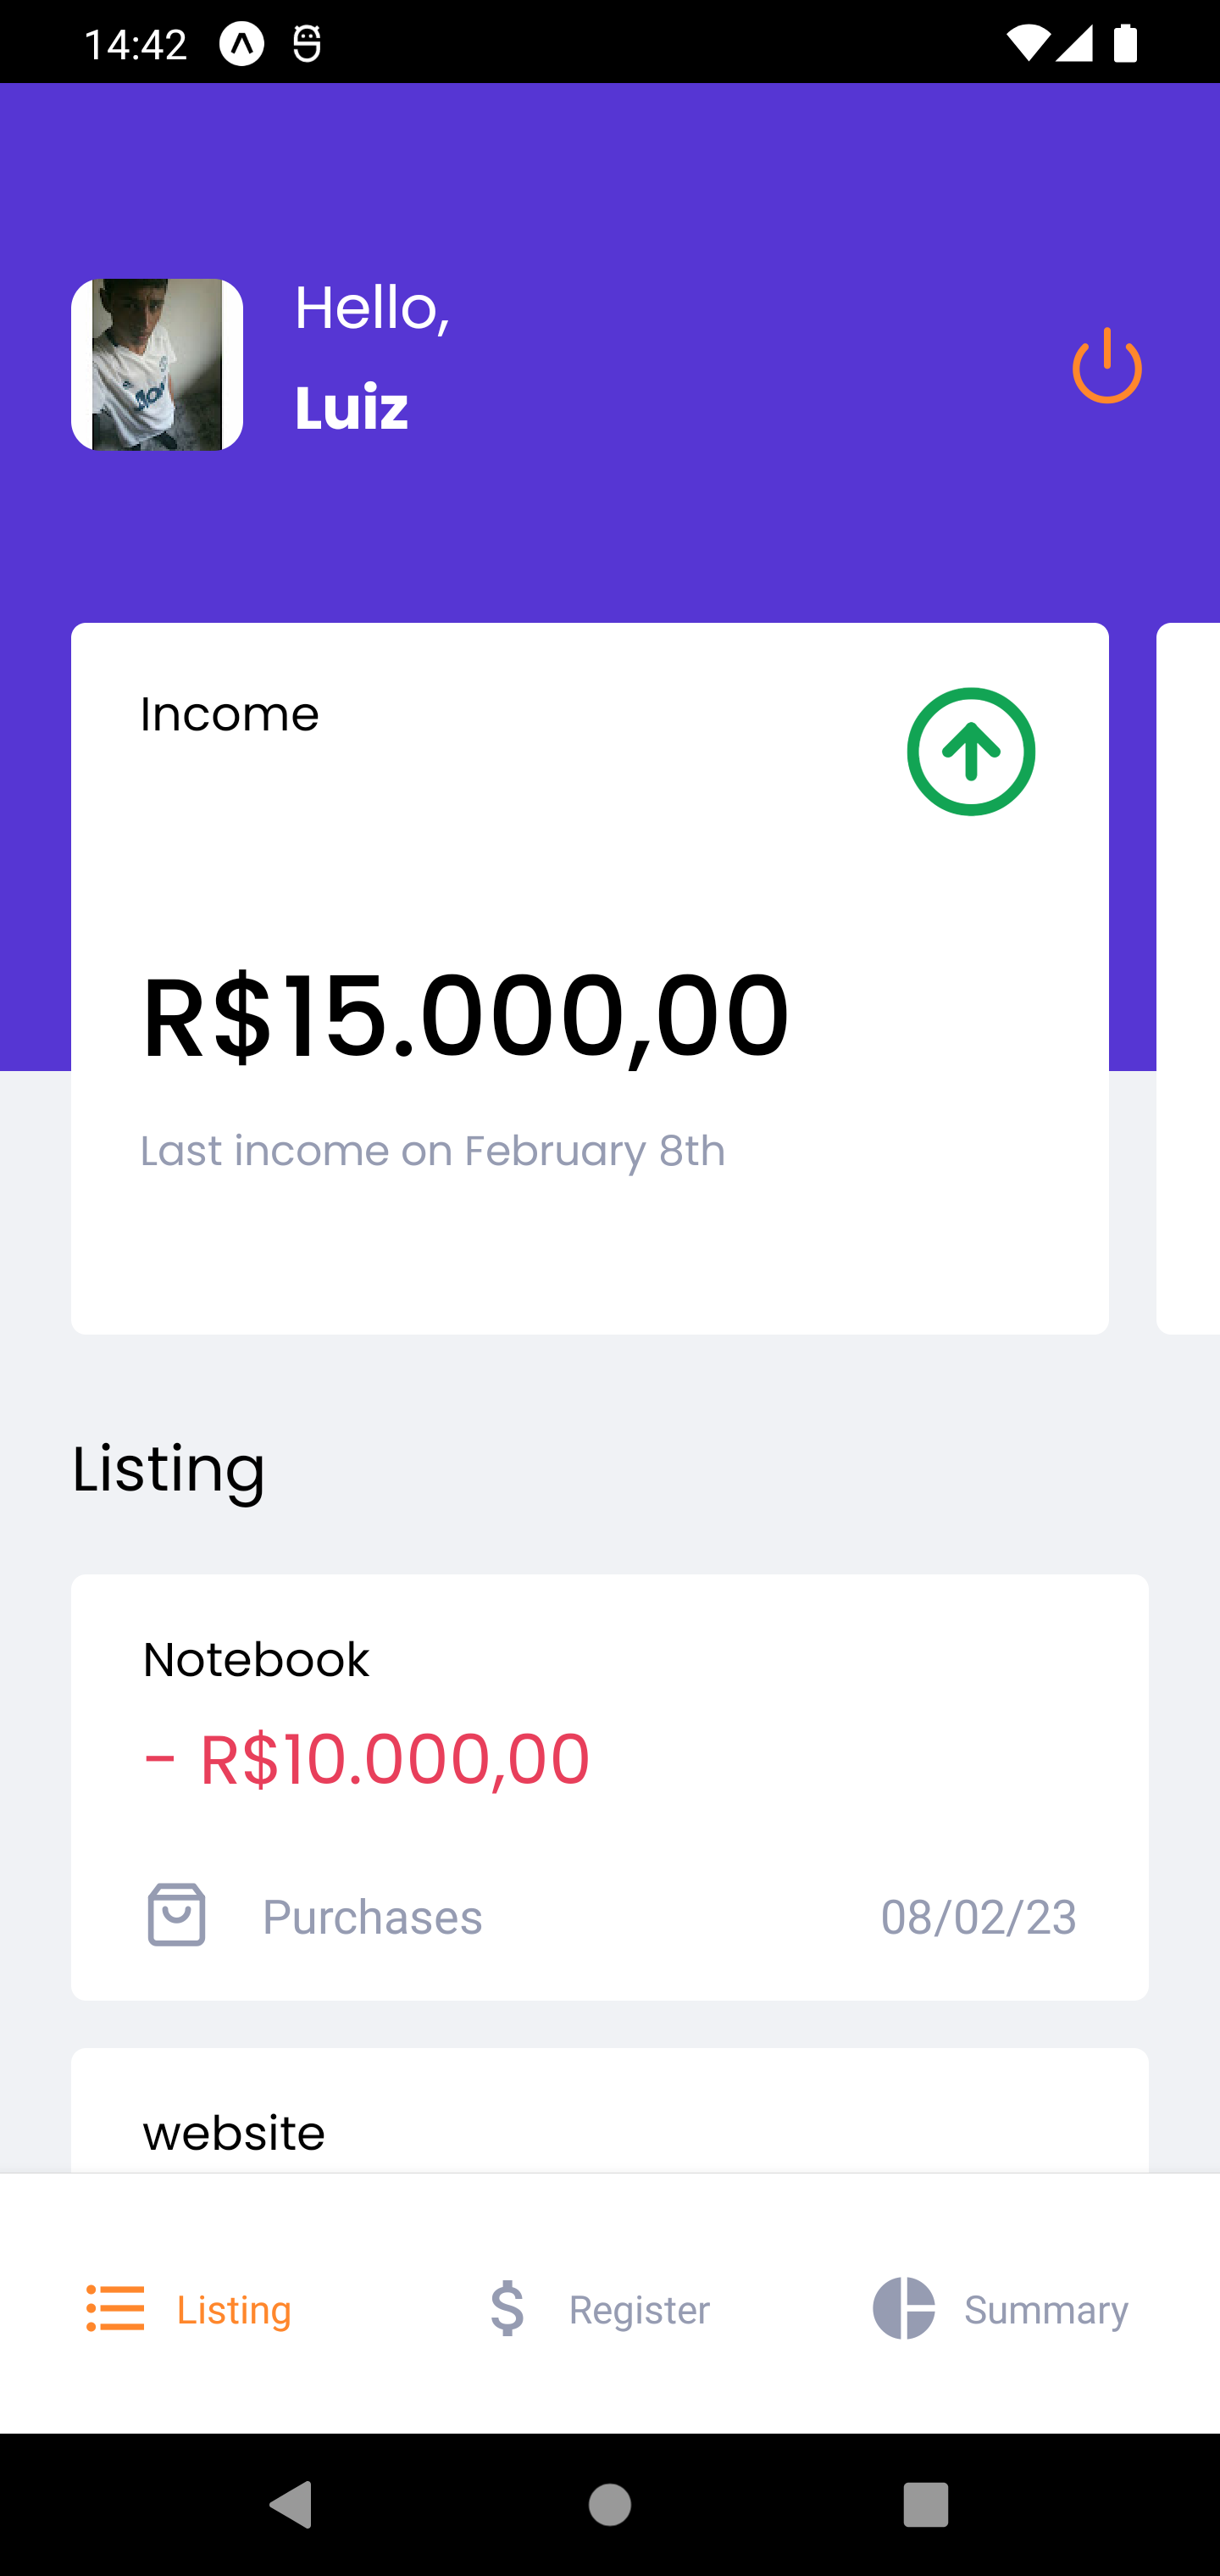 14:42
Hello,
Luiz
Income
R$15.000,00
Last income on February 8th
Listing
Notebook
- R$10.000,00
Purchases 08/02/23
website
Listing Register Summary